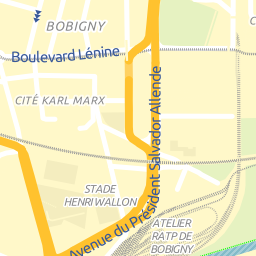 BOBIGNY
Boulevard Lénine
CITÉ KARL MARX
Avenue du Président Salvador Allende
STADE
HENRI WALLON
ATELIER
RATP DE
BOBIGNY